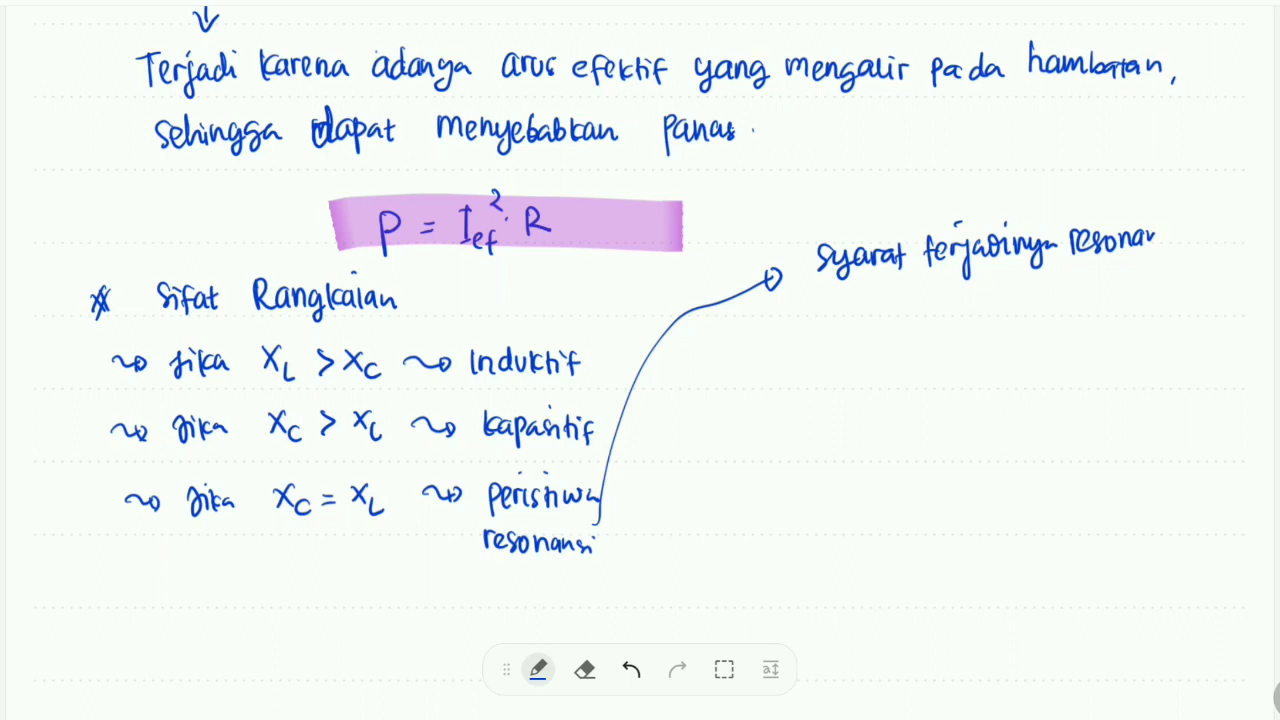 Terjadi karena adanya arus efektif yang mengalir pada hambatan,
sehingga dapat menyebabkan panas.
P = I_ef². R
syarat terjadinya resonan
* Sifat Rangkaian
~> jika X_L > X_C ~> Induktif
~> jika X_C > X_L ~> kapasitif
~> jika X_C = X_L ~> peristiwa
resonansi